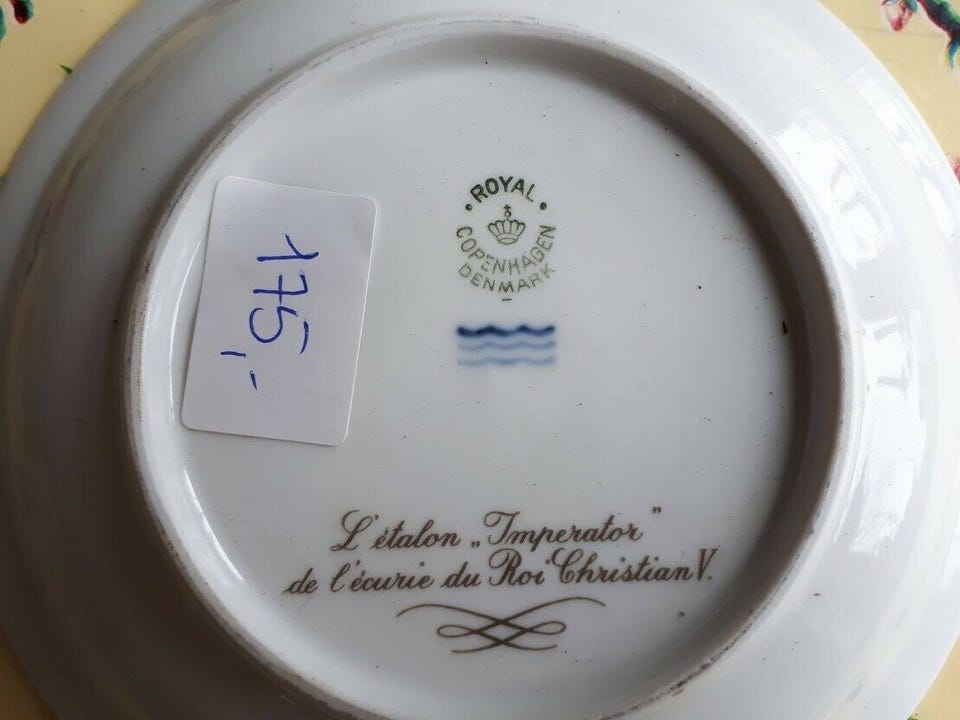 ROYAL
COPENHAGEN
DENMARK
175,-
L'étalon „Imperator"
de l'écurie du Roi Christian V.